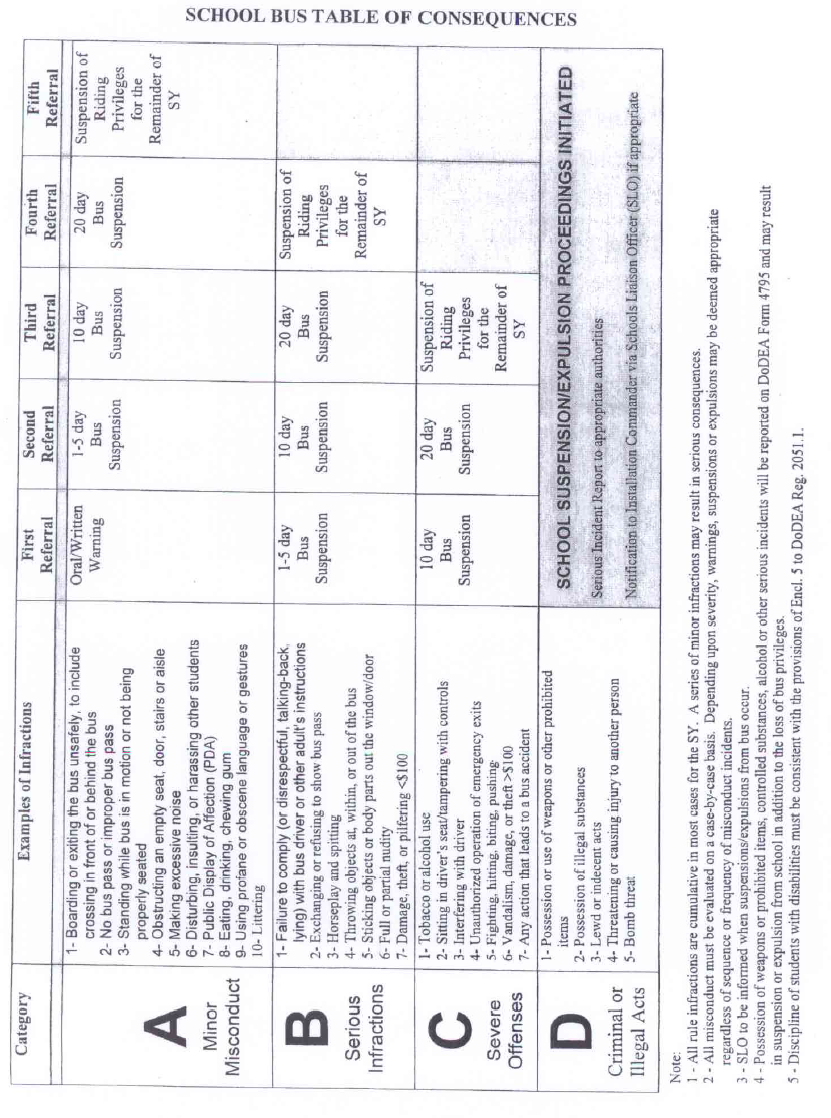 SCHOOL BUS TABLE OF CONSEQUENCES
Category
Examples of Infractions
First
Referral
Second
Referral
Third
Referral
Fourth
Referral
Fifth
Referral
A
Minor
Misconduct
1- Boarding or exiting the bus unsafely, to include
crossing in front of or behind the bus
2- No bus pass or improper bus pass
3- Standing while bus is in motion or not being
properly seated
4- Obstructing an empty seat, door, stairs or aisle
5- Making excessive noise
6- Disturbing, insulting, or harassing other students
7- Public Display of Affection (PDA)
8- Eating, drinking, chewing gum
9- Using profane or obscene language or gestures
10- Littering
Oral/Written
Warning
1-5 day
Bus
Suspension
10 day
Bus
Suspension
20 day
Bus
Suspension
Suspension of
Riding
Privileges
for the
Remainder of
SY
B
Serious
Infractions
1- Failure to comply (or disrespectful, talking-back,
lying) with bus driver or other adult's instructions
2- Exchanging or refusing to show bus pass
3- Horseplay and spitting
4- Throwing objects at, within, or out of the bus
5- Sticking objects or body parts out the window/door
6- Full or partial nudity
7- Damage, theft, or pilfering <$100
1-5 day
Bus
Suspension
10 day
Bus
Suspension
20 day
Bus
Suspension
Suspension of
Riding
Privileges
for the
Remainder of
SY
C
Severe
Offenses
1- Tobacco or alcohol use
2- Sitting in driver's seat/tampering with controls
3- Interfering with driver
4- Unauthorized operation of emergency exits
5- Fighting, hitting, biting, pushing
6- Vandalism, damage, or theft >$100
7- Any action that leads to a bus accident
10 day
Bus
Suspension
20 day
Bus
Suspension
Suspension of
Riding
Privileges
for the
Remainder of
SY
D
Criminal or
Illegal Acts
1- Possession or use of weapons or other prohibited
items
2- Possession of illegal substances
3- Lewd or indecent acts
4- Threatening or causing injury to another person
5- Bomb threat
SCHOOL SUSPENSION/EXPULSION PROCEEDINGS INITIATED
Serious Incident Report to appropriate authorities
Notification to Installation Commander via Schools Liaison Officer (SLO) if appropriate
Note:
1 - All rule infractions are cumulative in most cases for the SY. A series of minor infractions may result in serious consequences.
2 - All misconduct must be evaluated on a case-by-case basis. Depending upon severity, warnings, suspensions or expulsions may be deemed appropriate
regardless of sequence or frequency of misconduct incidents.
3 - SLO to be informed when suspensions/expulsions from bus occur.
4 - Possession of weapons or prohibited items, controlled substances, alcohol or other serious incidents will be reported on DoDEA Form 4795 and may result
in suspension or expulsion from school in addition to the loss of bus privileges.
5 - Discipline of students with disabilities must be consistent with the provisions of Encl. 5 to DoDEA Reg. 2051.1.